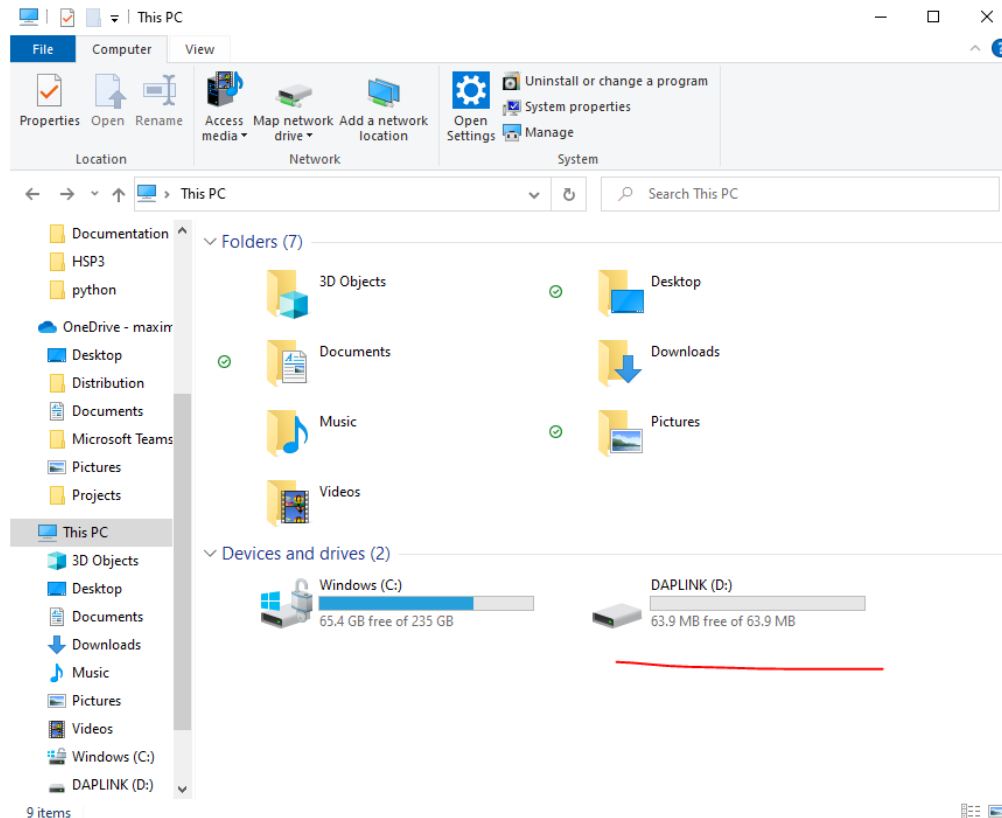 This PC
File Computer View
Properties Open Rename
Access media
Map network drive
Add a network location
Open Settings
Uninstall or change a program
System properties
Manage
Location Network System
This PC
Search This PC
Documentation
HSP3
python
OneDrive - maxim
Desktop
Distribution
Documents
Microsoft Teams
Pictures
Projects
This PC
3D Objects
Desktop
Documents
Downloads
Music
Pictures
Videos
Windows (C:)
DAPLINK (D:)
Folders (7)
3D Objects
Desktop
Documents
Downloads
Music
Pictures
Videos
Devices and drives (2)
Windows (C:)
65.4 GB free of 235 GB
DAPLINK (D:)
63.9 MB free of 63.9 MB
9 items